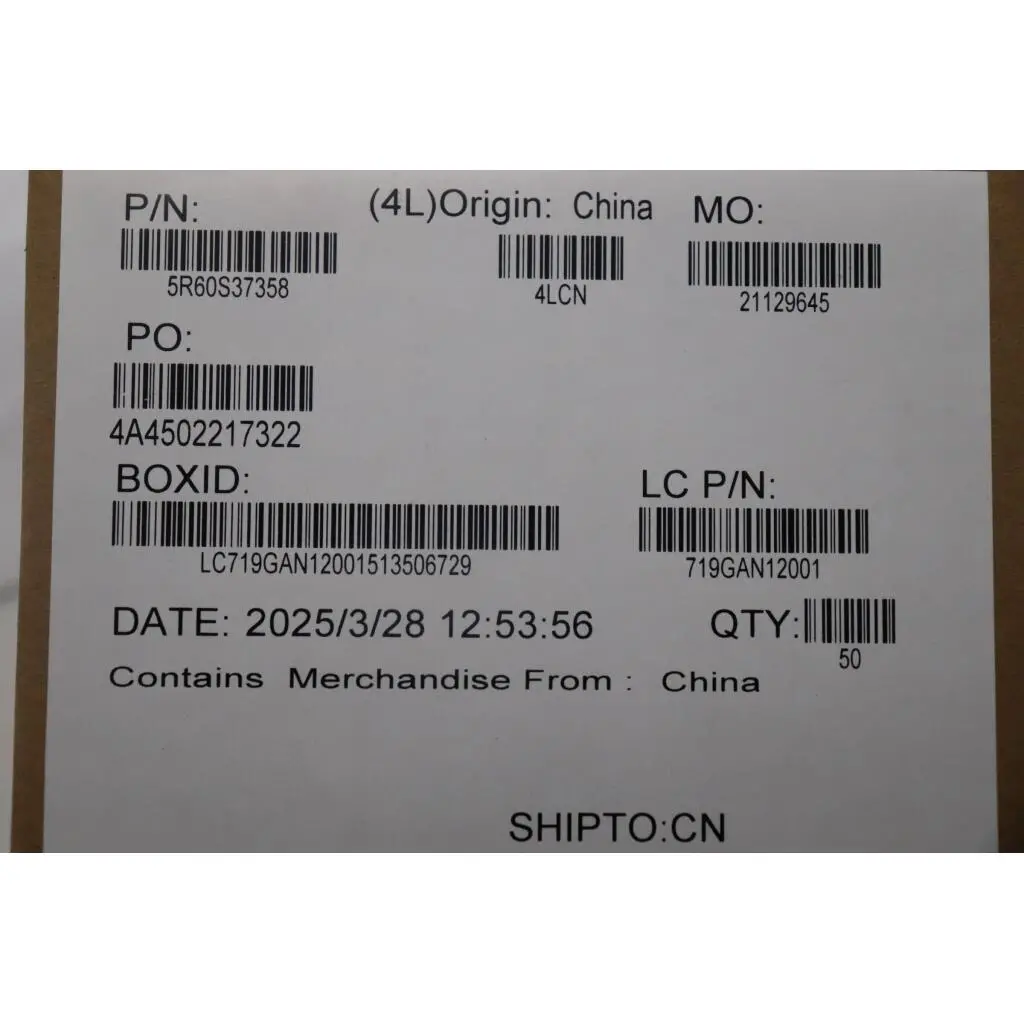 P/N: (4L)Origin: China MO:
5R60S37358 4LCN 21129645
PO:
4A4502217322
BOXID: LC P/N:
LC719GAN12001513506729 719GAN12001
DATE: 2025/3/28 12:53:56 QTY:
50
Contains Merchandise From : China
SHIPTO:CN